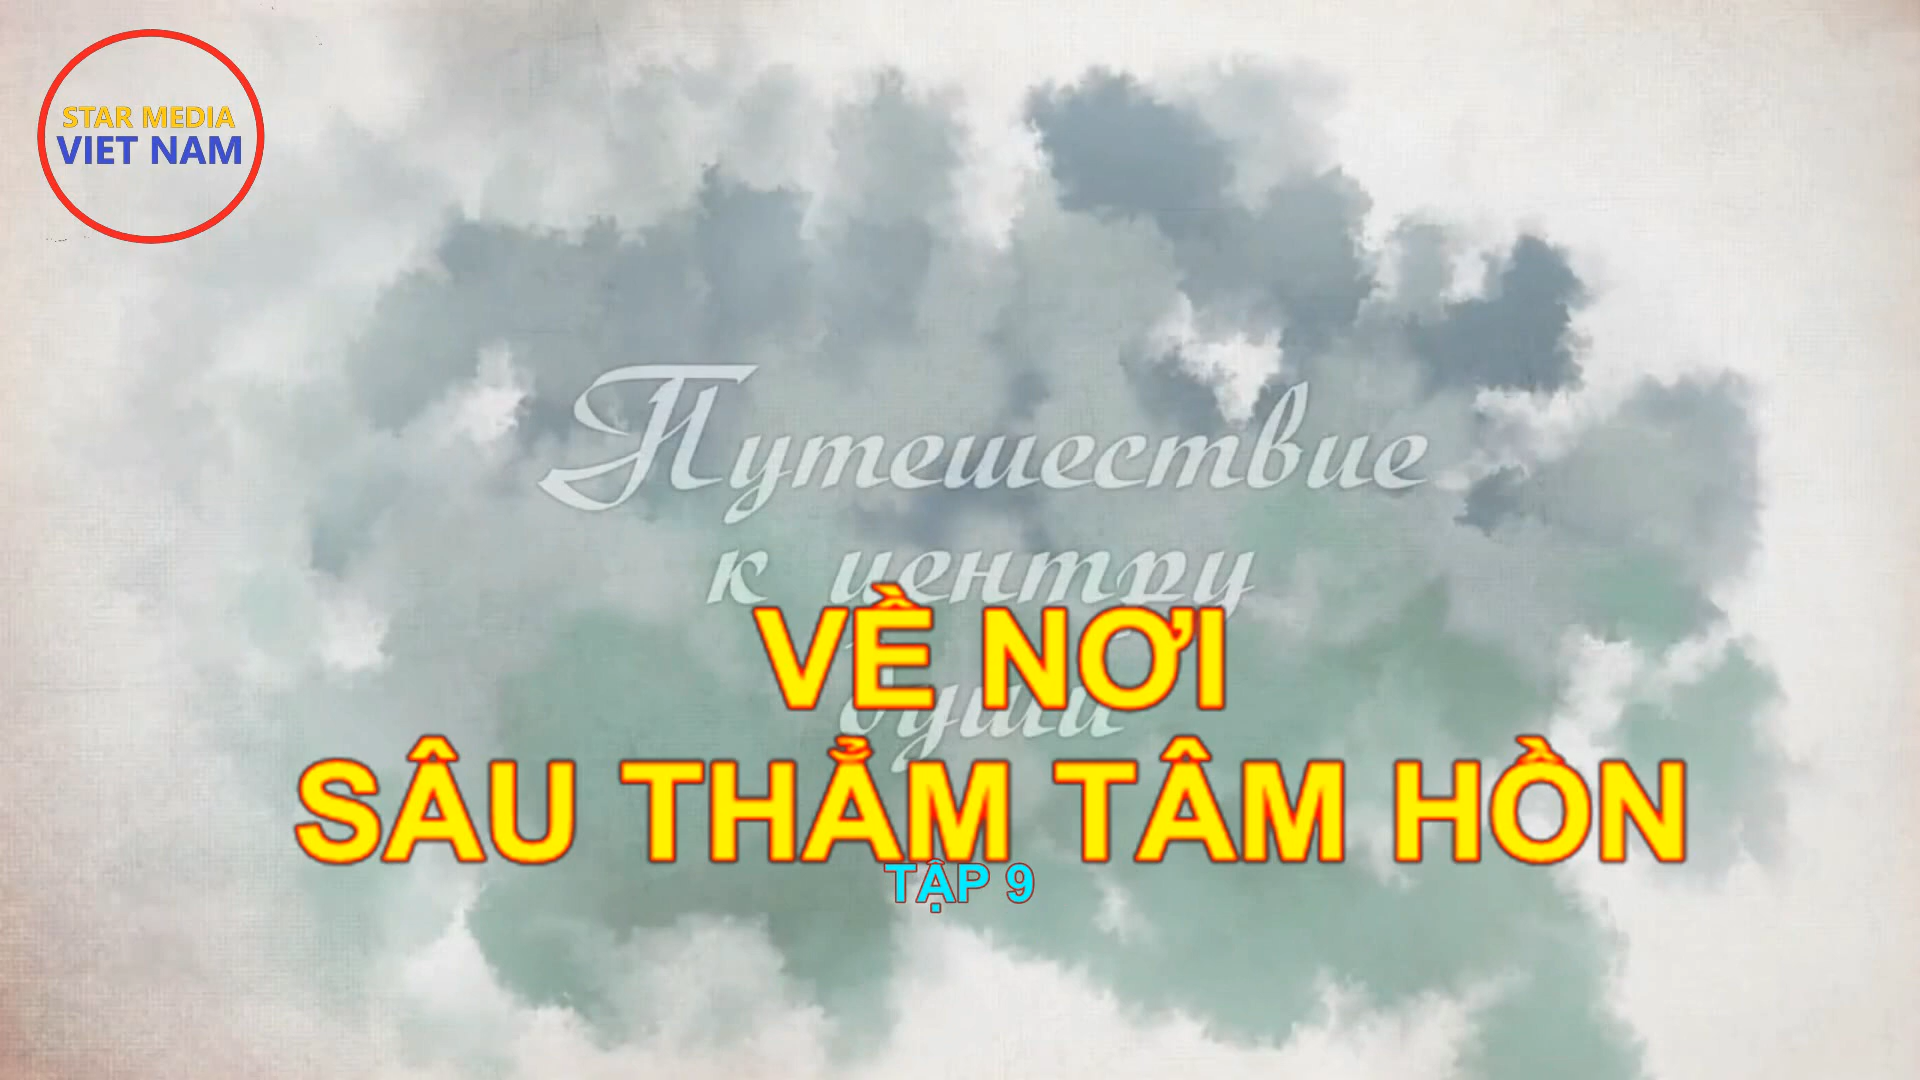 STAR MEDIA
VIET NAM
Путешествие
к центру
души
VỀ NƠI
SÂU THẲM TÂM HỒN
TẬP 9